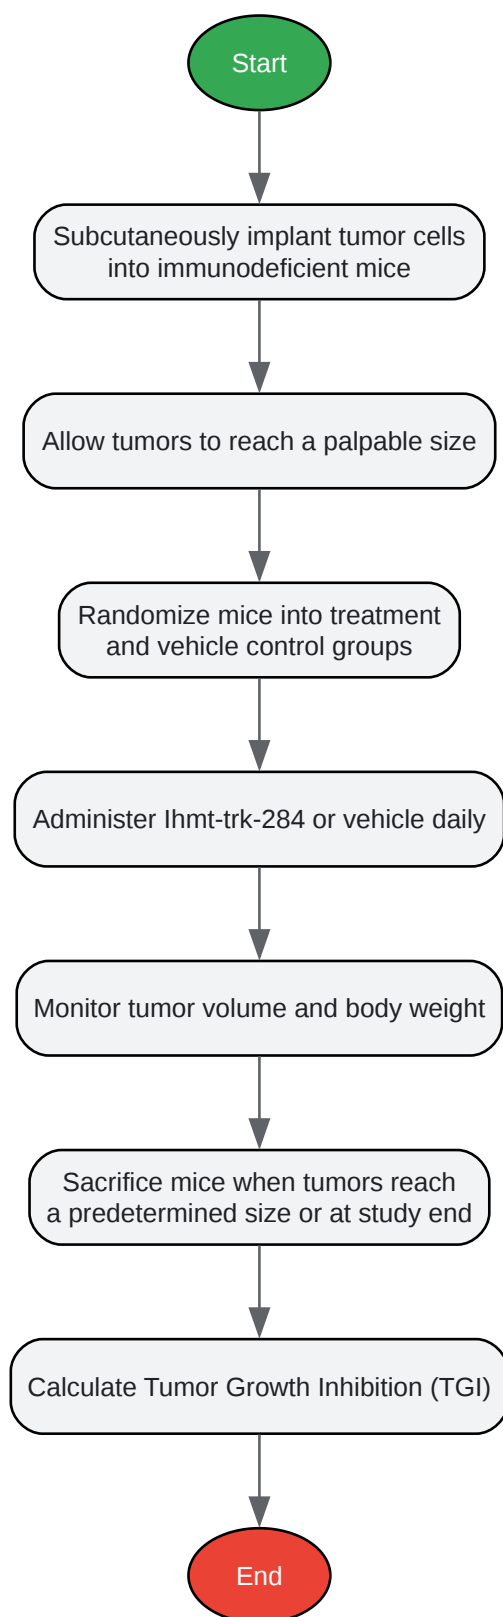 Start
Subcutaneously implant tumor cells
into immunodeficient mice
Allow tumors to reach a palpable size
Randomize mice into treatment
and vehicle control groups
Administer Ihmt-trk-284 or vehicle daily
Monitor tumor volume and body weight
Sacrifice mice when tumors reach
a predetermined size or at study end
Calculate Tumor Growth Inhibition (TGI)
End